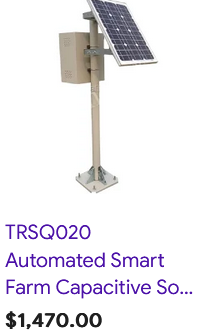 TRSQ020
Automated Smart
Farm Capacitive So...
$1,470.00